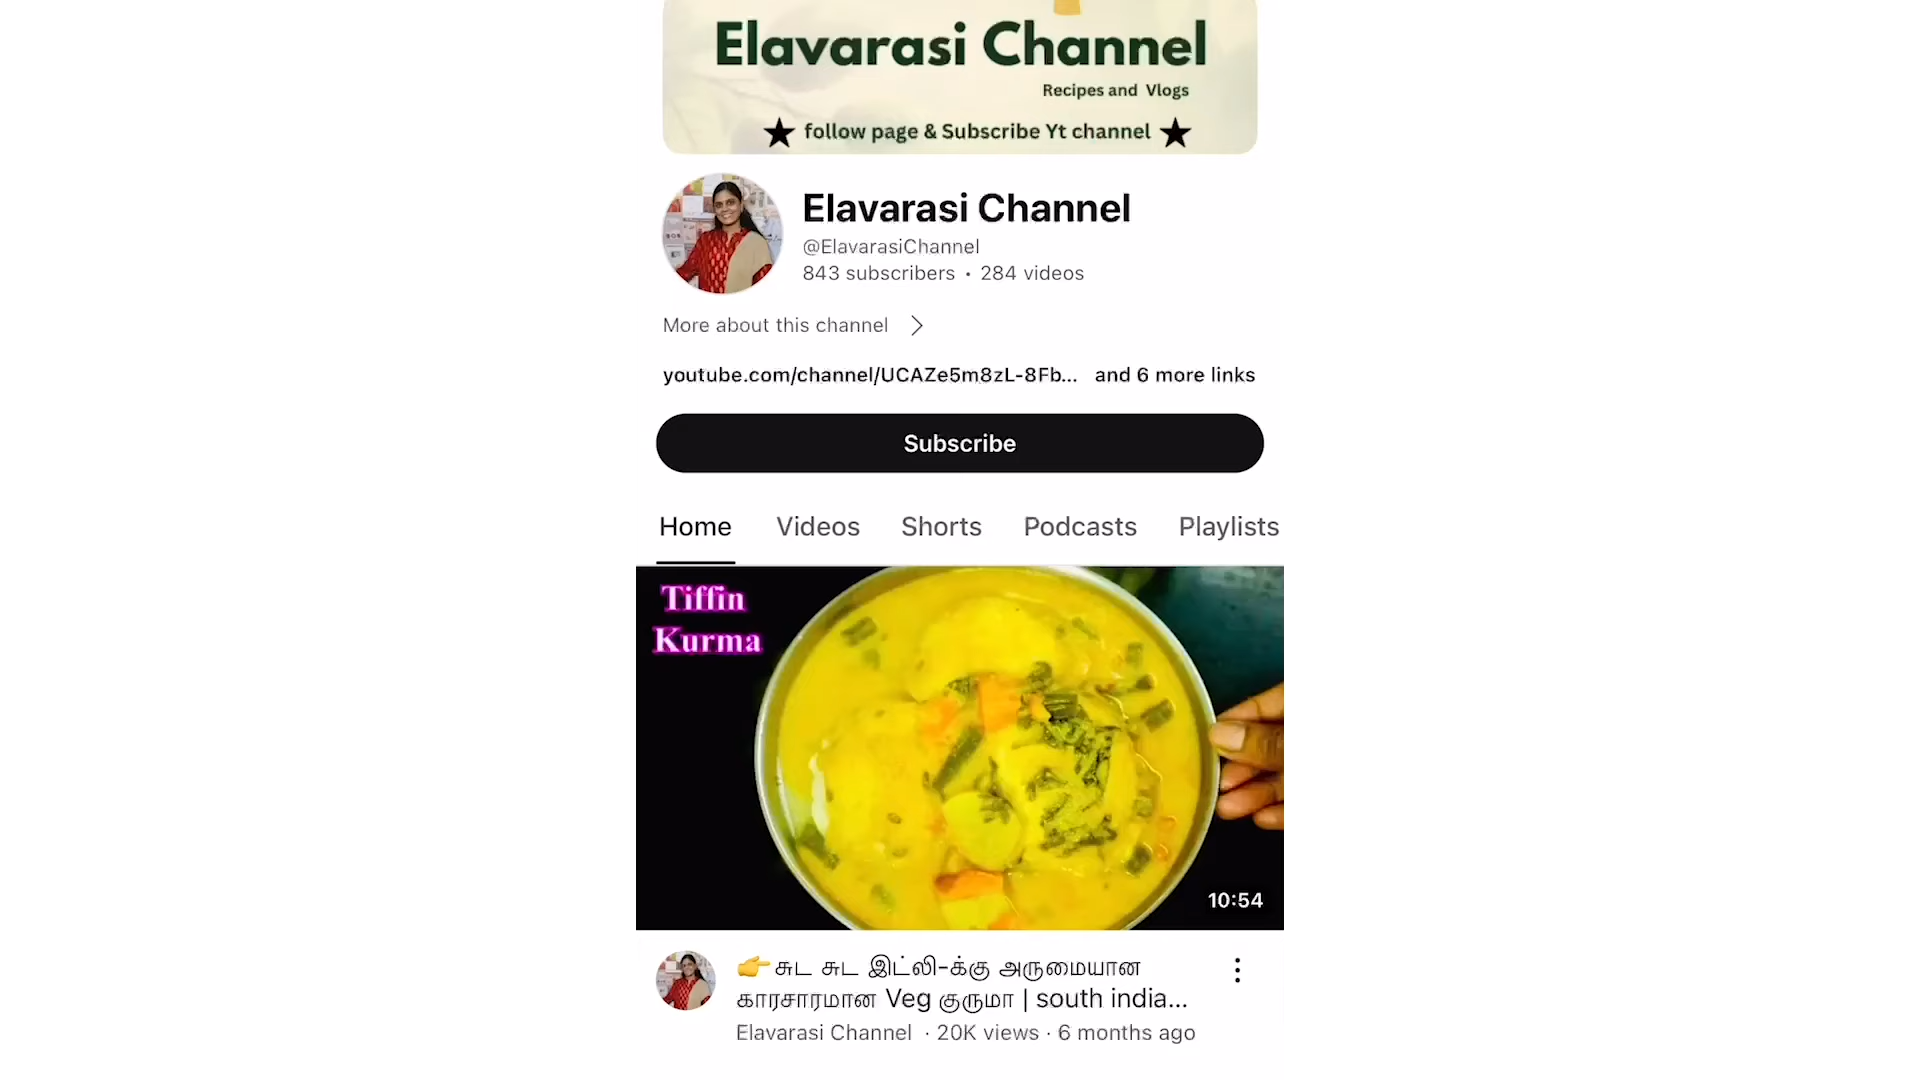 Elavarasi Channel
Recipes and Vlogs
★ follow page & Subscribe Yt channel ★
Elavarasi Channel
@ElavarasiChannel
843 subscribers • 284 videos
More about this channel >
youtube.com/channel/UCAZe5m8zL-8Fb... and 6 more links
Subscribe
Home Videos Shorts Podcasts Playlists
Tiffin
Kurma
10:54
👉சுட சுட இட்லி-க்கு அருமையான
காரசாரமான Veg குருமா | south india...
Elavarasi Channel · 20K views · 6 months ago